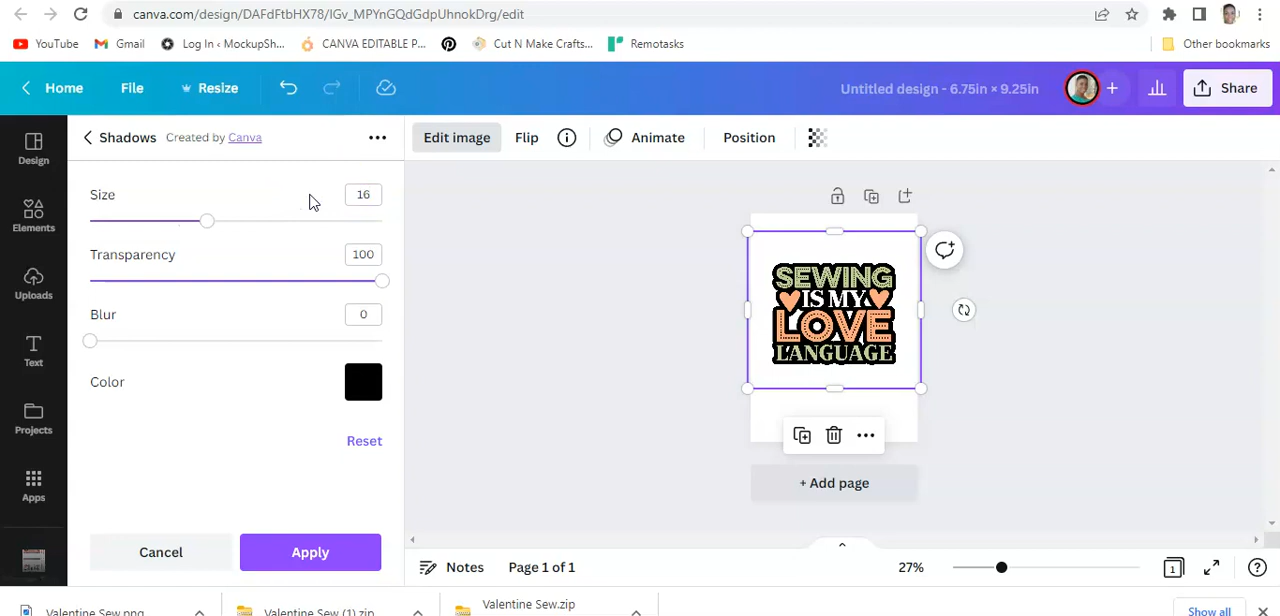 canva.com/design/DAFdFtbHX78/IGv_MPYnGQdGdpUhnokDrg/edit
YouTube Gmail Log In ‹ MockupSh... CANVA EDITABLE P... Cut N Make Crafts... Remotasks Other bookmarks
Home File Resize Untitled design - 6.75in × 9.25in Share
Design Shadows Created by Canva Edit image Flip Animate Position
Elements
Uploads
Text
Projects
Apps
Size 16
Transparency 100
Blur 0
Color
Reset
Cancel Apply
SEWING
IS MY
LOVE
LANGUAGE
+ Add page
Notes Page 1 of 1 27% 1
Valentine Sew.png Valentine Sew (1).zip Valentine Sew.zip Show all